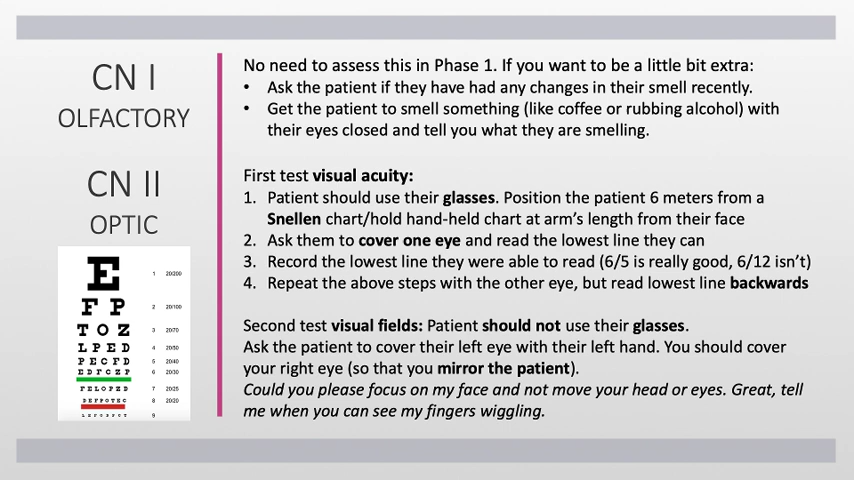 CN I
OLFACTORY
No need to assess this in Phase 1. If you want to be a little bit extra:
• Ask the patient if they have had any changes in their smell recently.
• Get the patient to smell something (like coffee or rubbing alcohol) with
their eyes closed and tell you what they are smelling.
CN II
OPTIC
E 1 20/200
F P 2 20/100
T O Z 3 20/70
L P E D 4 20/50
P E C F D 5 20/40
E D F C Z P 6 20/30
F E L O P Z D 7 20/25
D E F P O T E C 8 20/20
9
First test visual acuity:
1. Patient should use their glasses. Position the patient 6 meters from a
Snellen chart/hold hand-held chart at arm’s length from their face
2. Ask them to cover one eye and read the lowest line they can
3. Record the lowest line they were able to read (6/5 is really good, 6/12 isn’t)
4. Repeat the above steps with the other eye, but read lowest line backwards
Second test visual fields: Patient should not use their glasses.
Ask the patient to cover their left eye with their left hand. You should cover
your right eye (so that you mirror the patient).
Could you please focus on my face and not move your head or eyes. Great, tell
me when you can see my fingers wiggling.